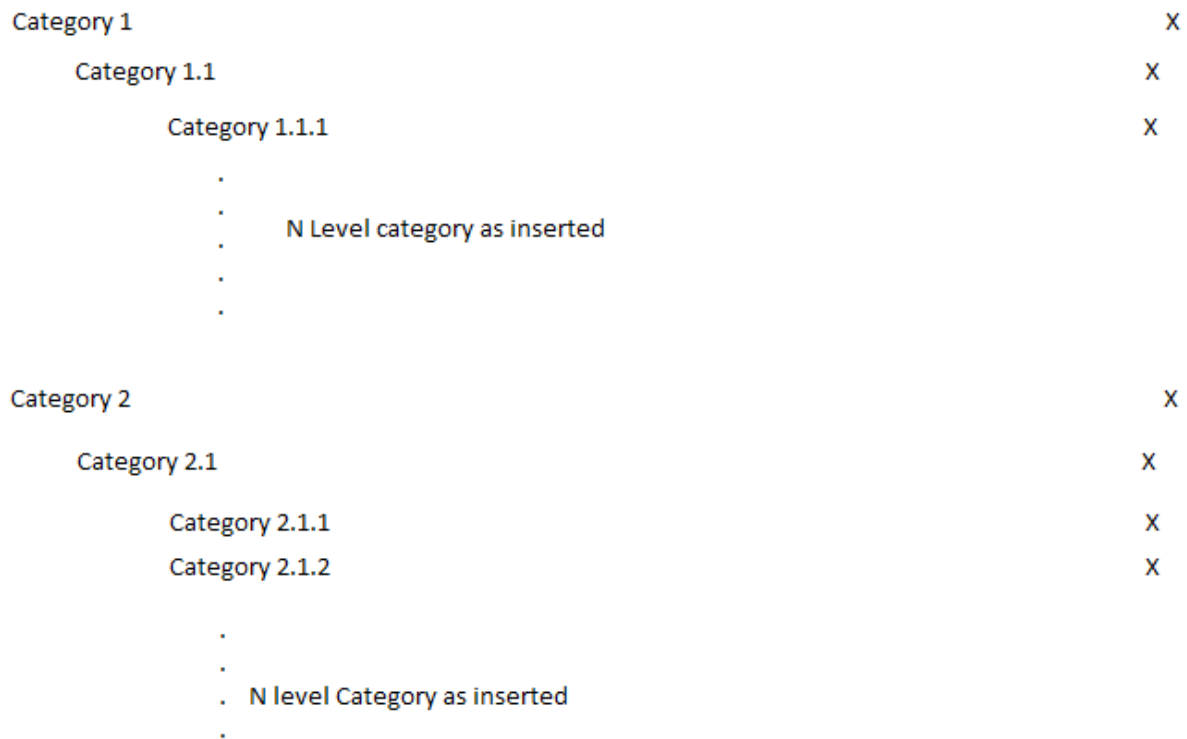 Category 1 X
Category 1.1 X
Category 1.1.1 X
.
.
. N Level category as inserted
.
.
Category 2 X
Category 2.1 X
Category 2.1.1 X
Category 2.1.2 X
.
.
. N level Category as inserted
.